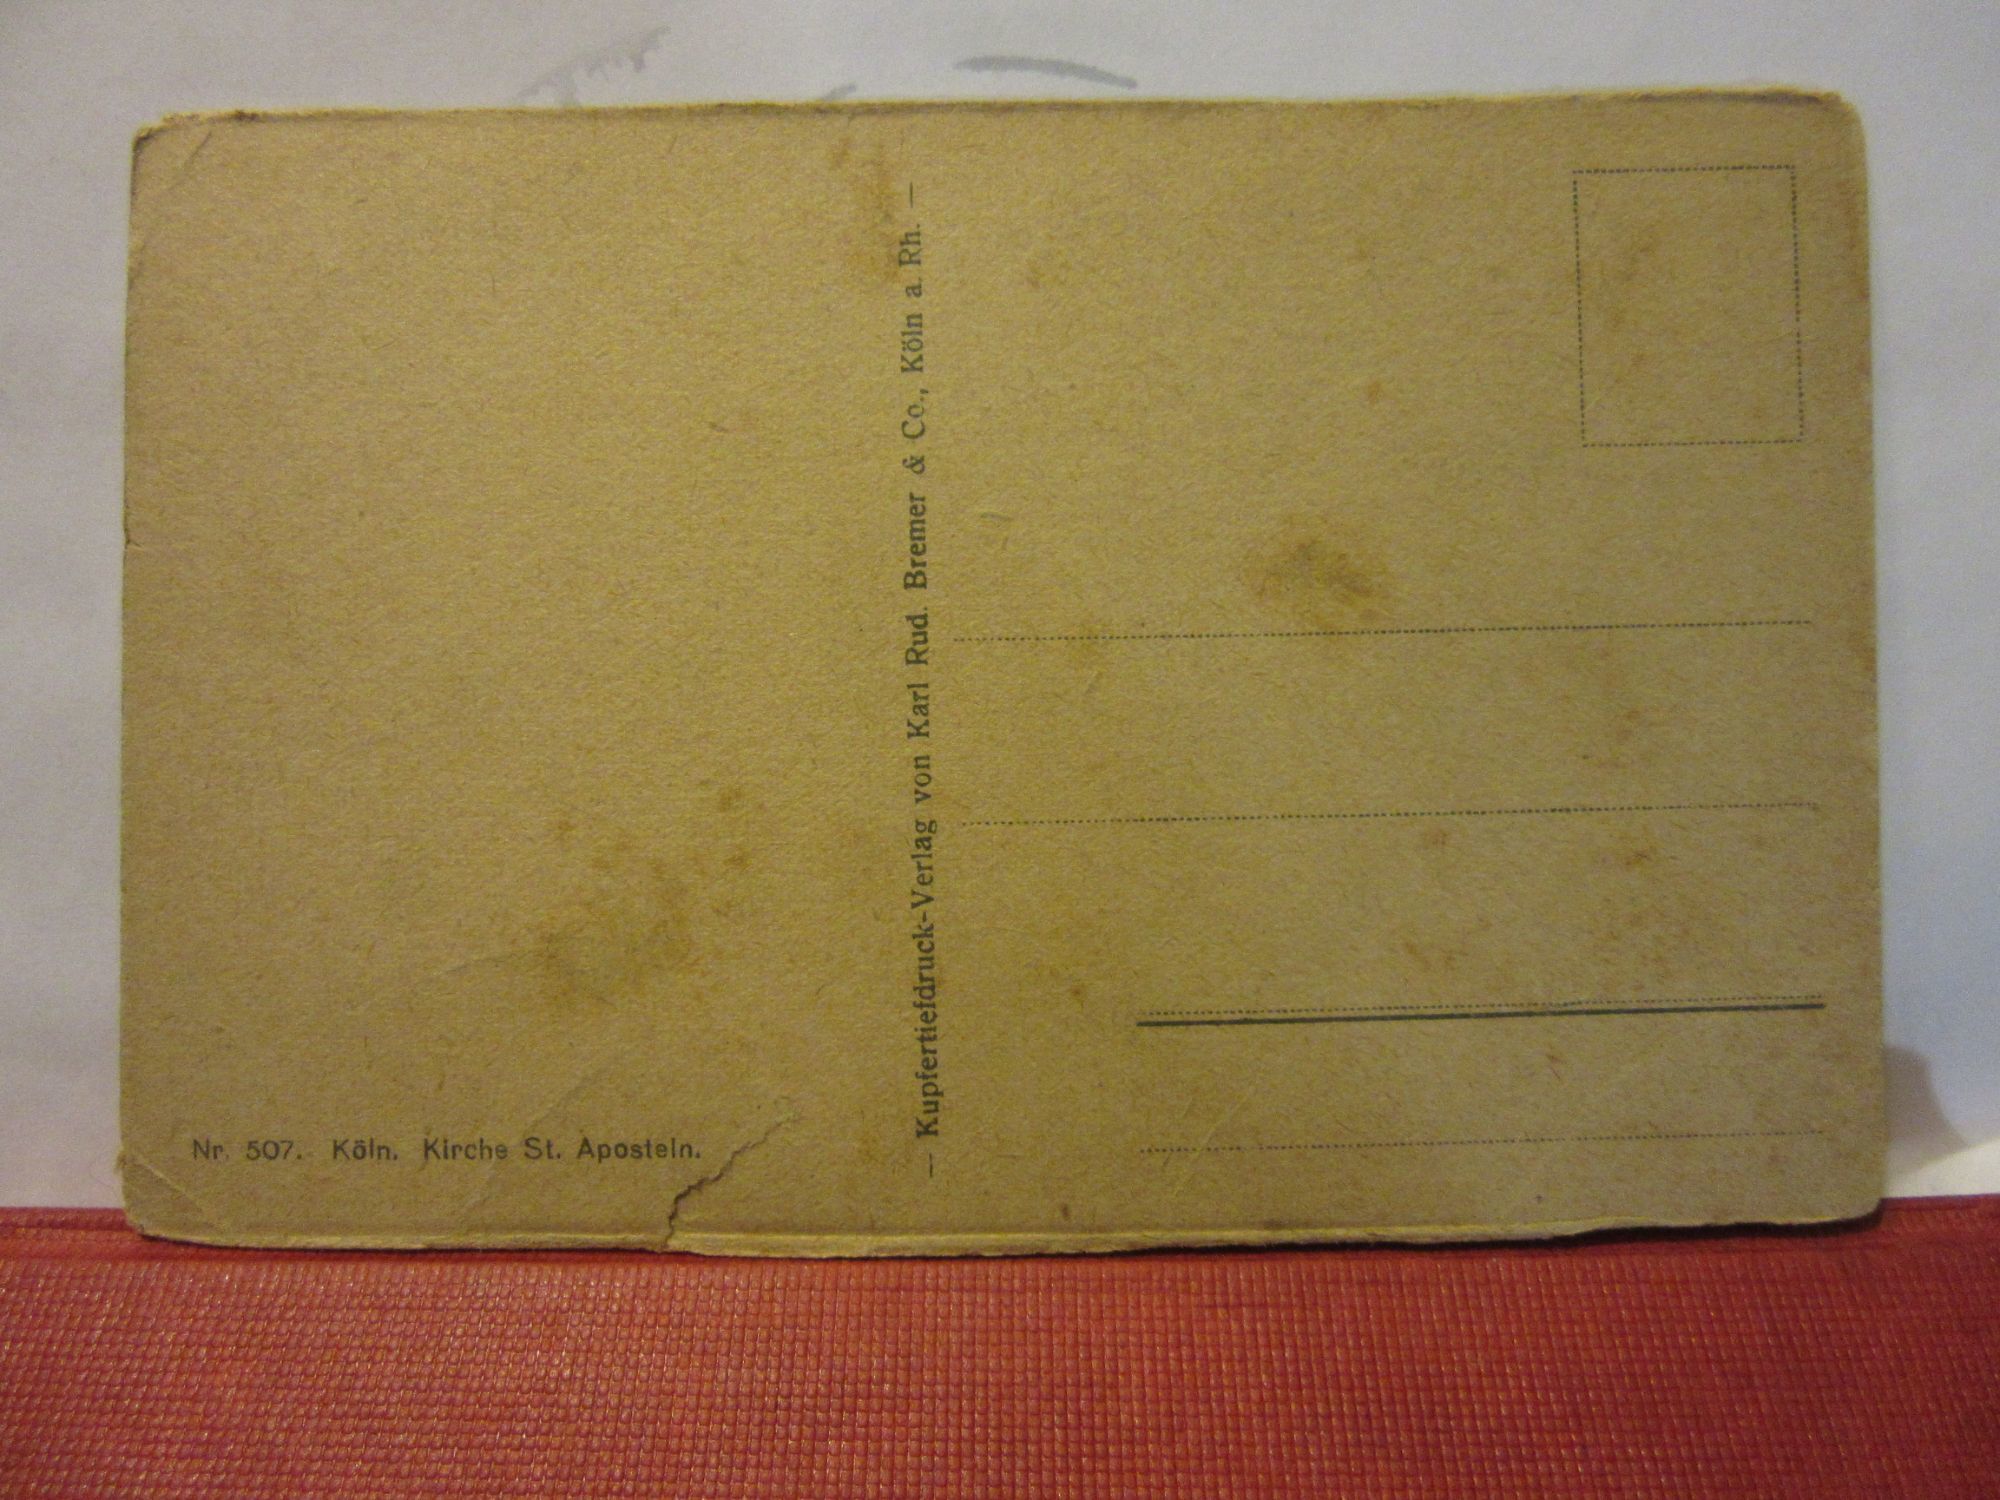 — Kupfertiefdruck-Verlag von Karl Rud. Bremer & Co., Köln a. Rh. —
Nr. 507. Köln. Kirche St. Aposteln.